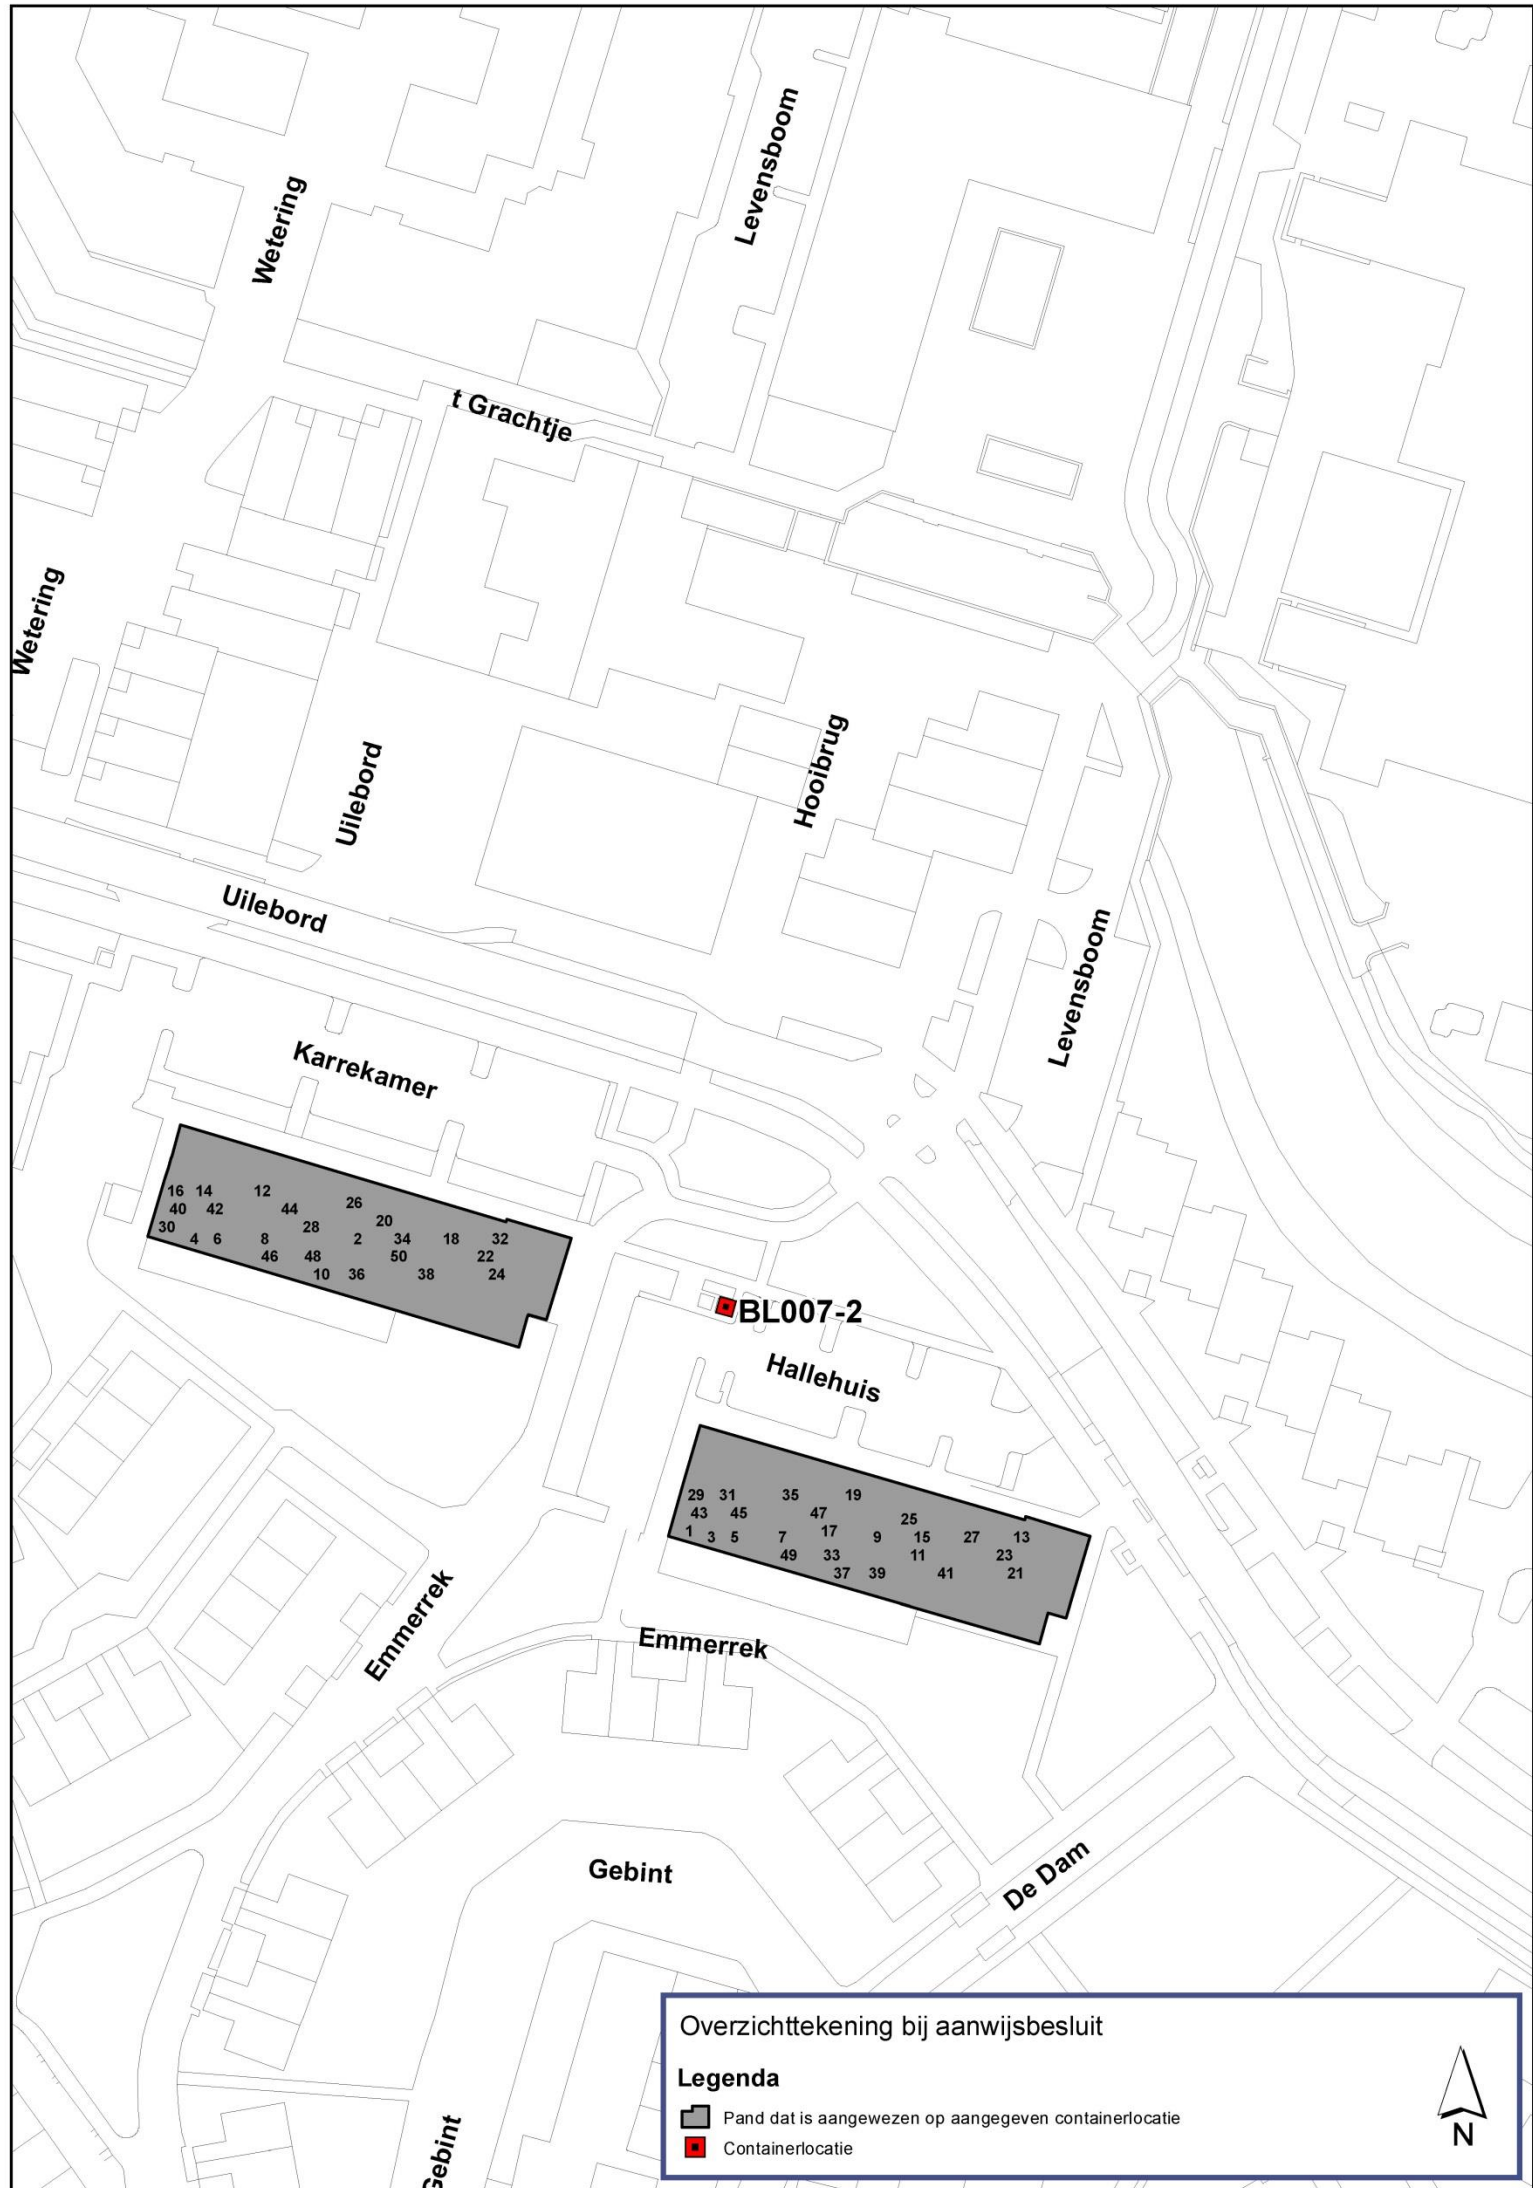 Levensboom
Wetering
t Grachtje
Wetering
Hooibrug
Uilebord
Uilebord
Levensboom
Karrekamer
16 14 12 26
40 42 44 20
30 28
4 6 8 2 34 18 32
46 48 50 22
10 36 38 24
BL007-2
Hallehuis
29 31 35 19
43 45 47 25
1 3 5 7 17 9 15 27 13
49 33 11 23
37 39 41 21
Emmerrek
Emmerrek
Gebint
De Dam
Gebint
Overzichttekening bij aanwijsbesluit
Legenda
Pand dat is aangewezen op aangegeven containerlocatie
Containerlocatie
N